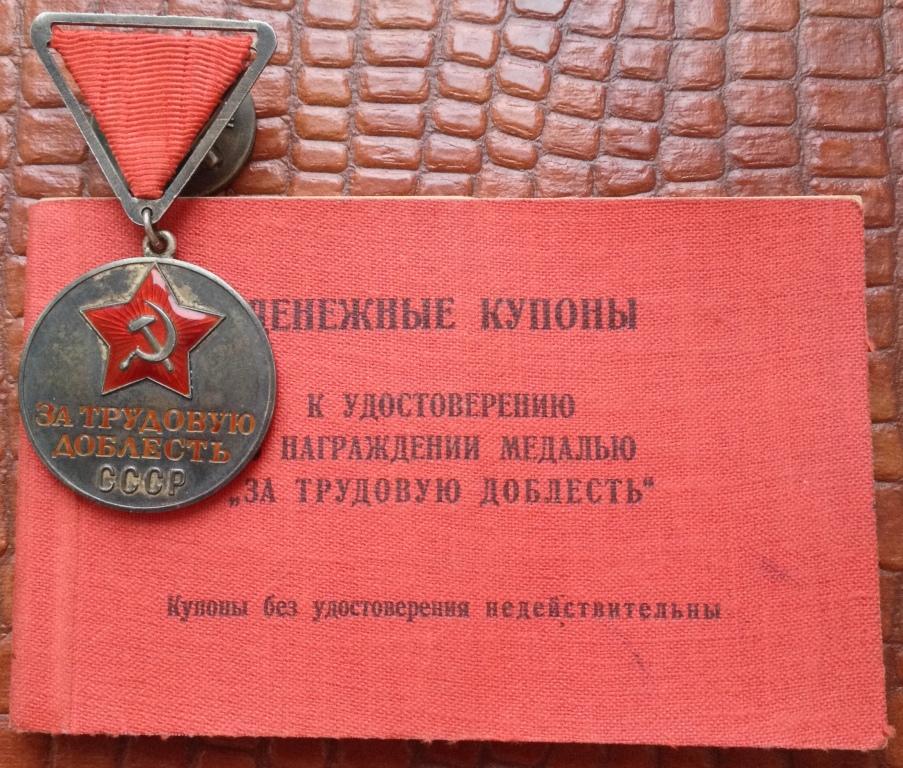 ЗА ТРУДОВУЮ
ДОБЛЕСТЬ
СССР
ДЕНЕЖНЫЕ КУПОНЫ
К УДОСТОВЕРЕНИЮ
НАГРАЖДЕНИИ МЕДАЛЬЮ
„ЗА ТРУДОВУЮ ДОБЛЕСТЬ“
Купоны без удостоверения недействительны